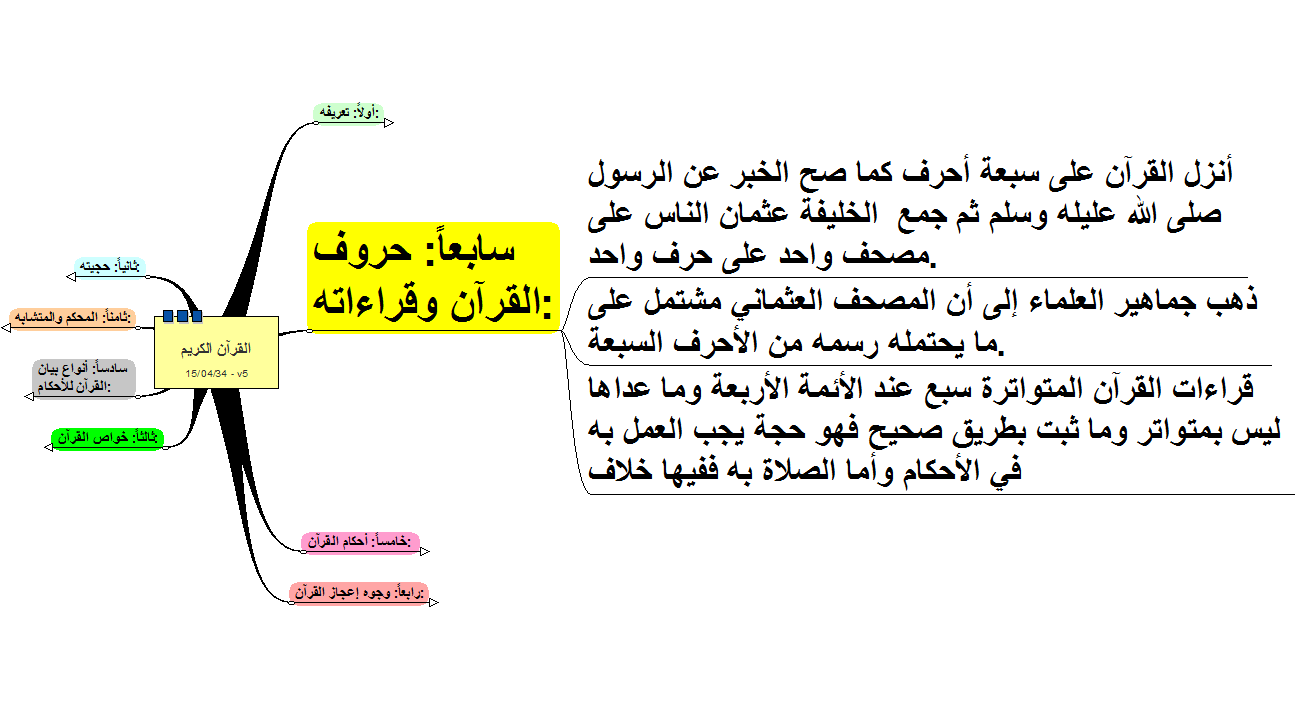 أولاً: تعريفه:
أنزل القرآن على سبعة أحرف كما صح الخبر عن الرسول
صلى الله عليله وسلم ثم جمع  الخليفة عثمان الناس على
مصحف واحد على حرف واحد.
سابعاً: حروف
القرآن وقراءاته:
ذهب جماهير العلماء إلى أن المصحف العثماني مشتمل على
ما يحتمله رسمه من الأحرف السبعة.
قراءات القرآن المتواترة سبع عند الأئمة الأربعة وما عداها
ليس بمتواتر وما ثبت بطريق صحيح فهو حجة يجب العمل به
في الأحكام وأما الصلاة به ففيها خلاف
ثانياً: حجيته:
ثامناً: المحكم والمتشابه:
القرآن الكريم
15/04/34 - v5
سادساً: أنواع بيان
القرآن للأحكام:
ثالثاً: خواص القرآن:
خامساً: أحكام القرآن:
رابعاً: وجوه إعجاز القرآن: